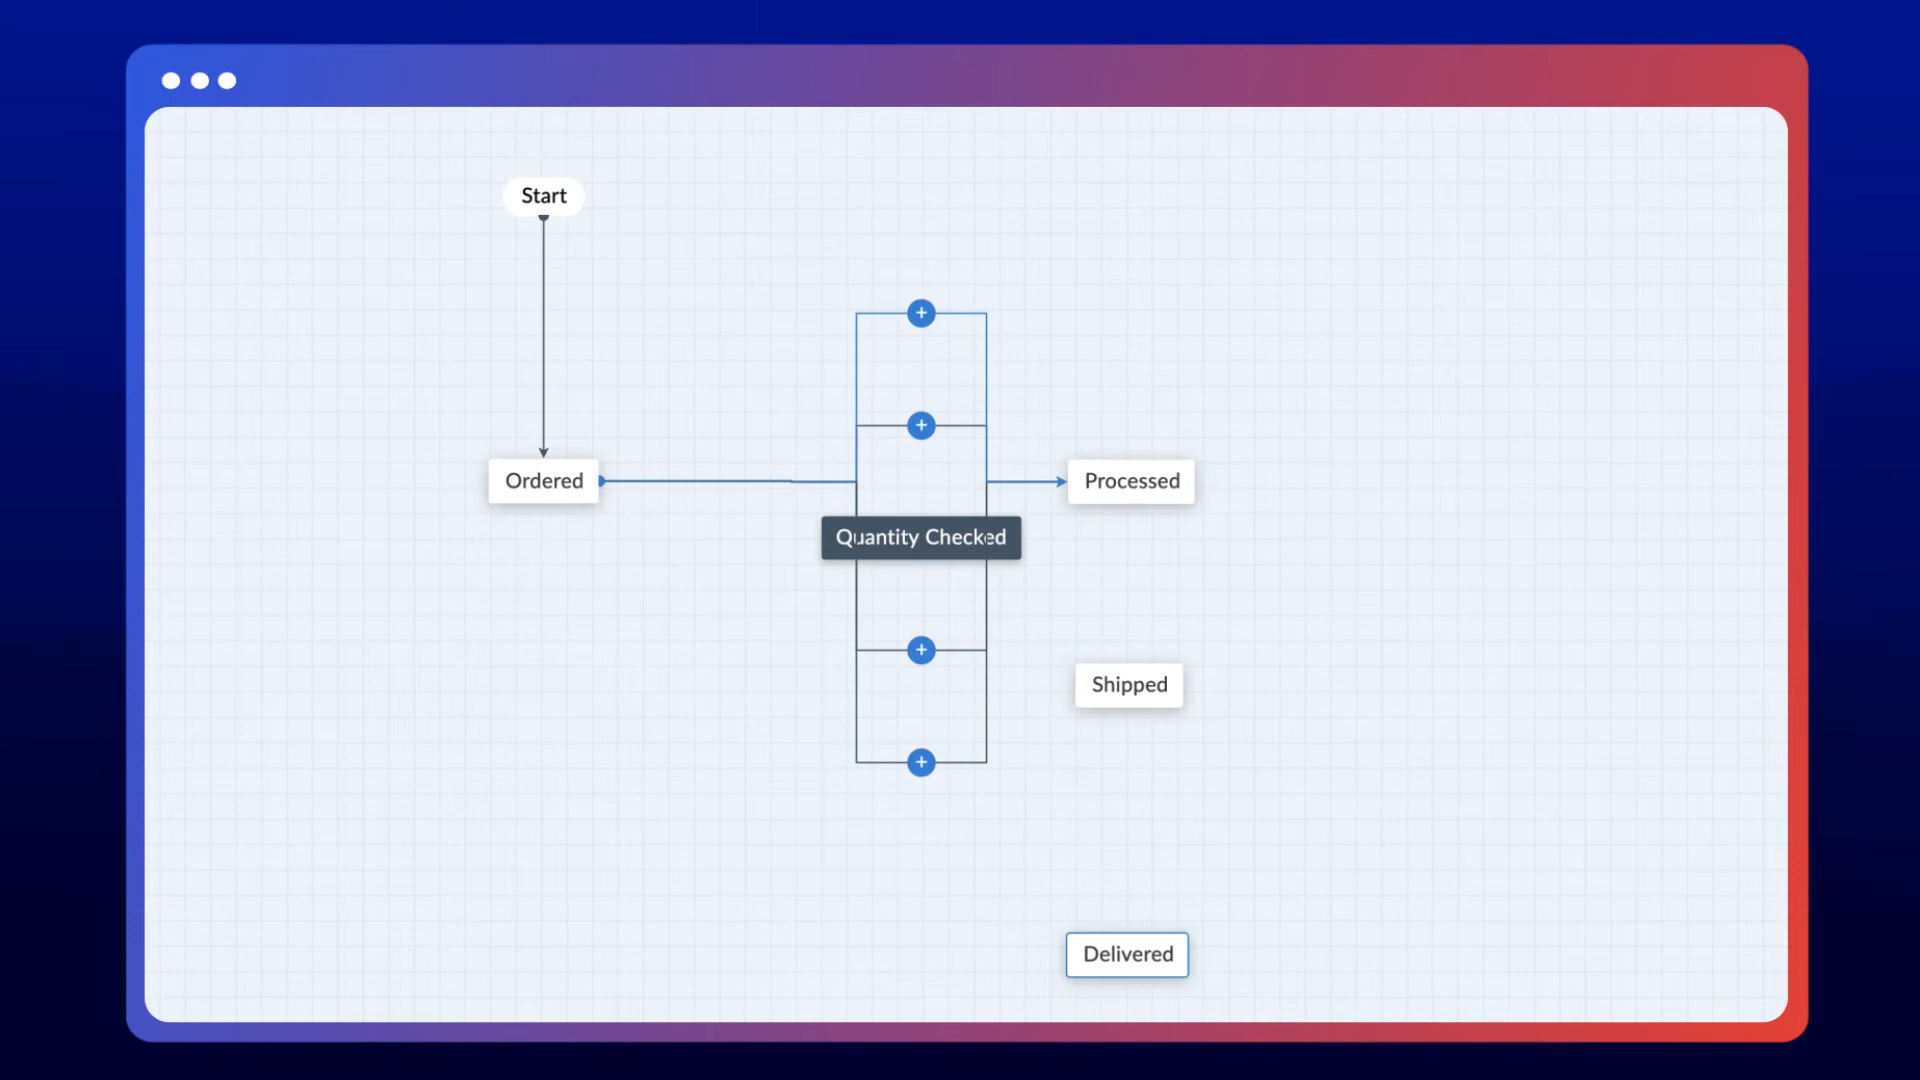 Start
+
+
Ordered
Processed
Quantity Checked
+
Shipped
+
Delivered